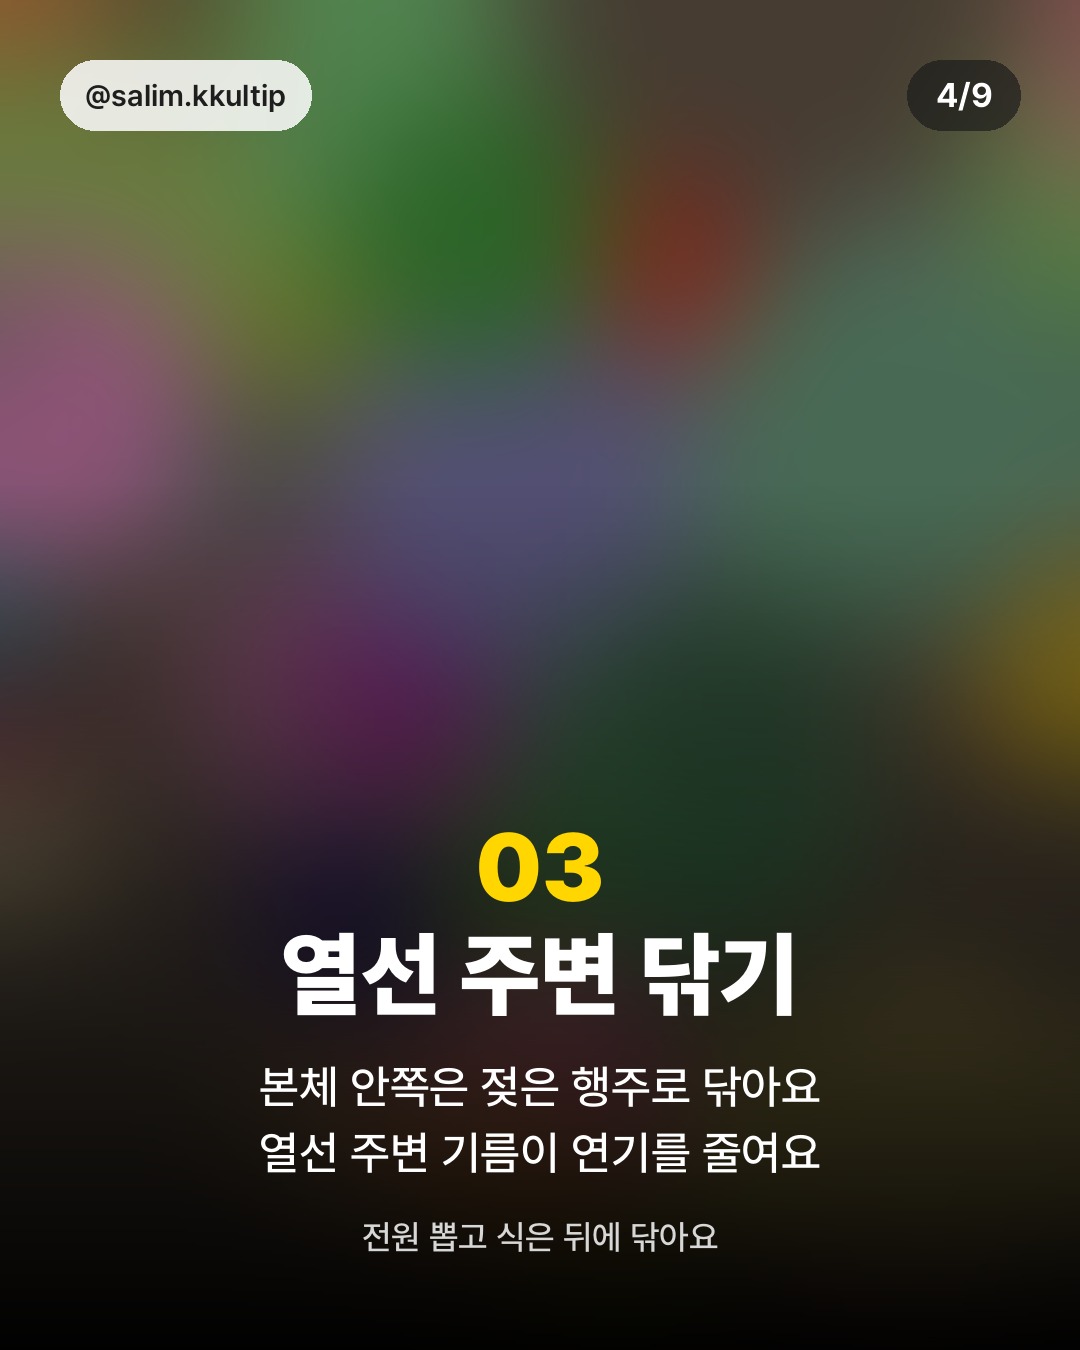 @salim.kkultip
4/9
03
열선 주변 닦기
본체 안쪽은 젖은 행주로 닦아요
열선 주변 기름이 연기를 줄여요
전원 뽑고 식은 뒤에 닦아요